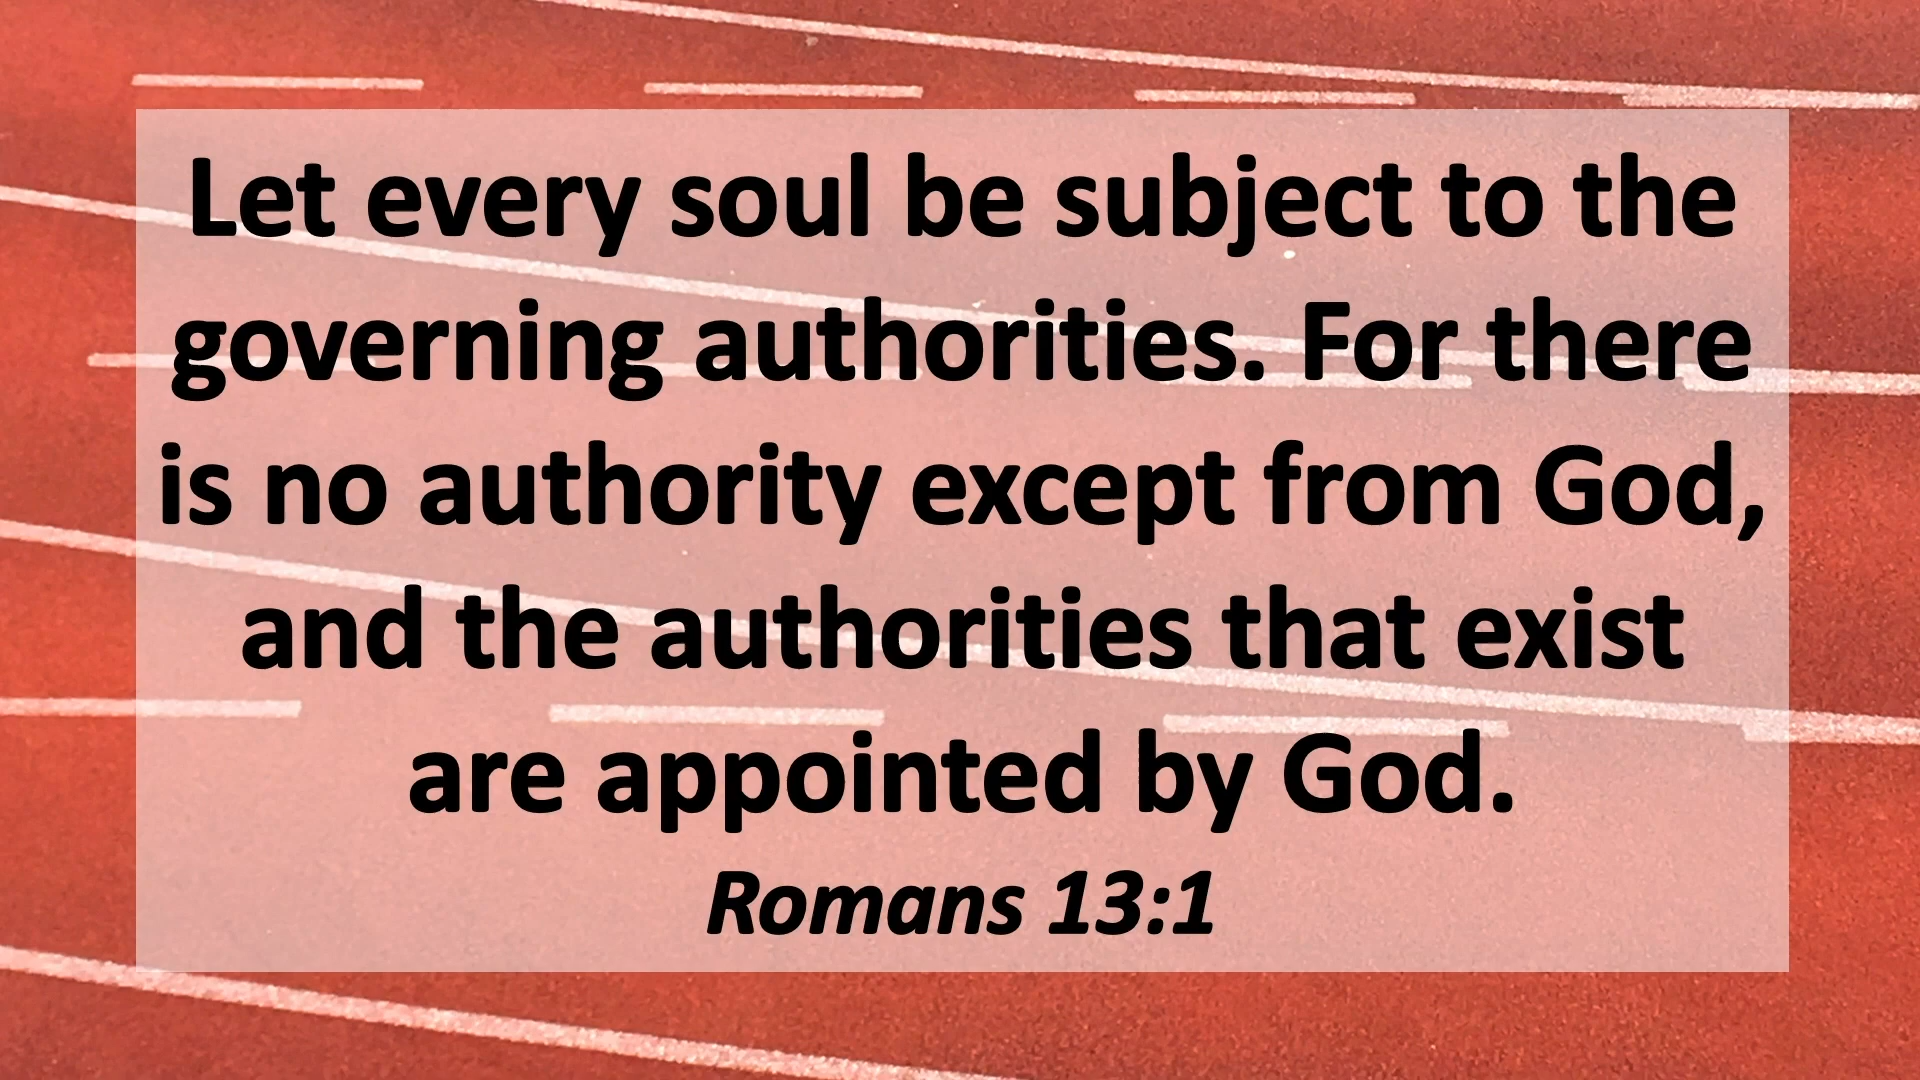 Let every soul be subject to the
governing authorities. For there
is no authority except from God,
and the authorities that exist
are appointed by God.
Romans 13:1